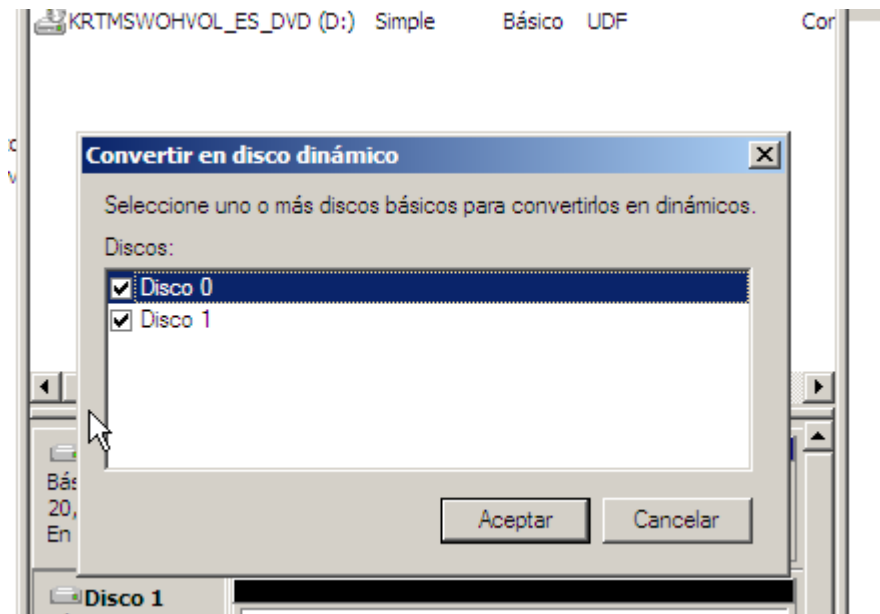 KRTMSWOHVOL_ES_DVD (D:) Simple Básico UDF Cor
Convertir en disco dinámico
Seleccione uno o más discos básicos para convertirlos en dinámicos.
Discos:
Disco 0
Disco 1
Bás
20,
En
Aceptar Cancelar
Disco 1